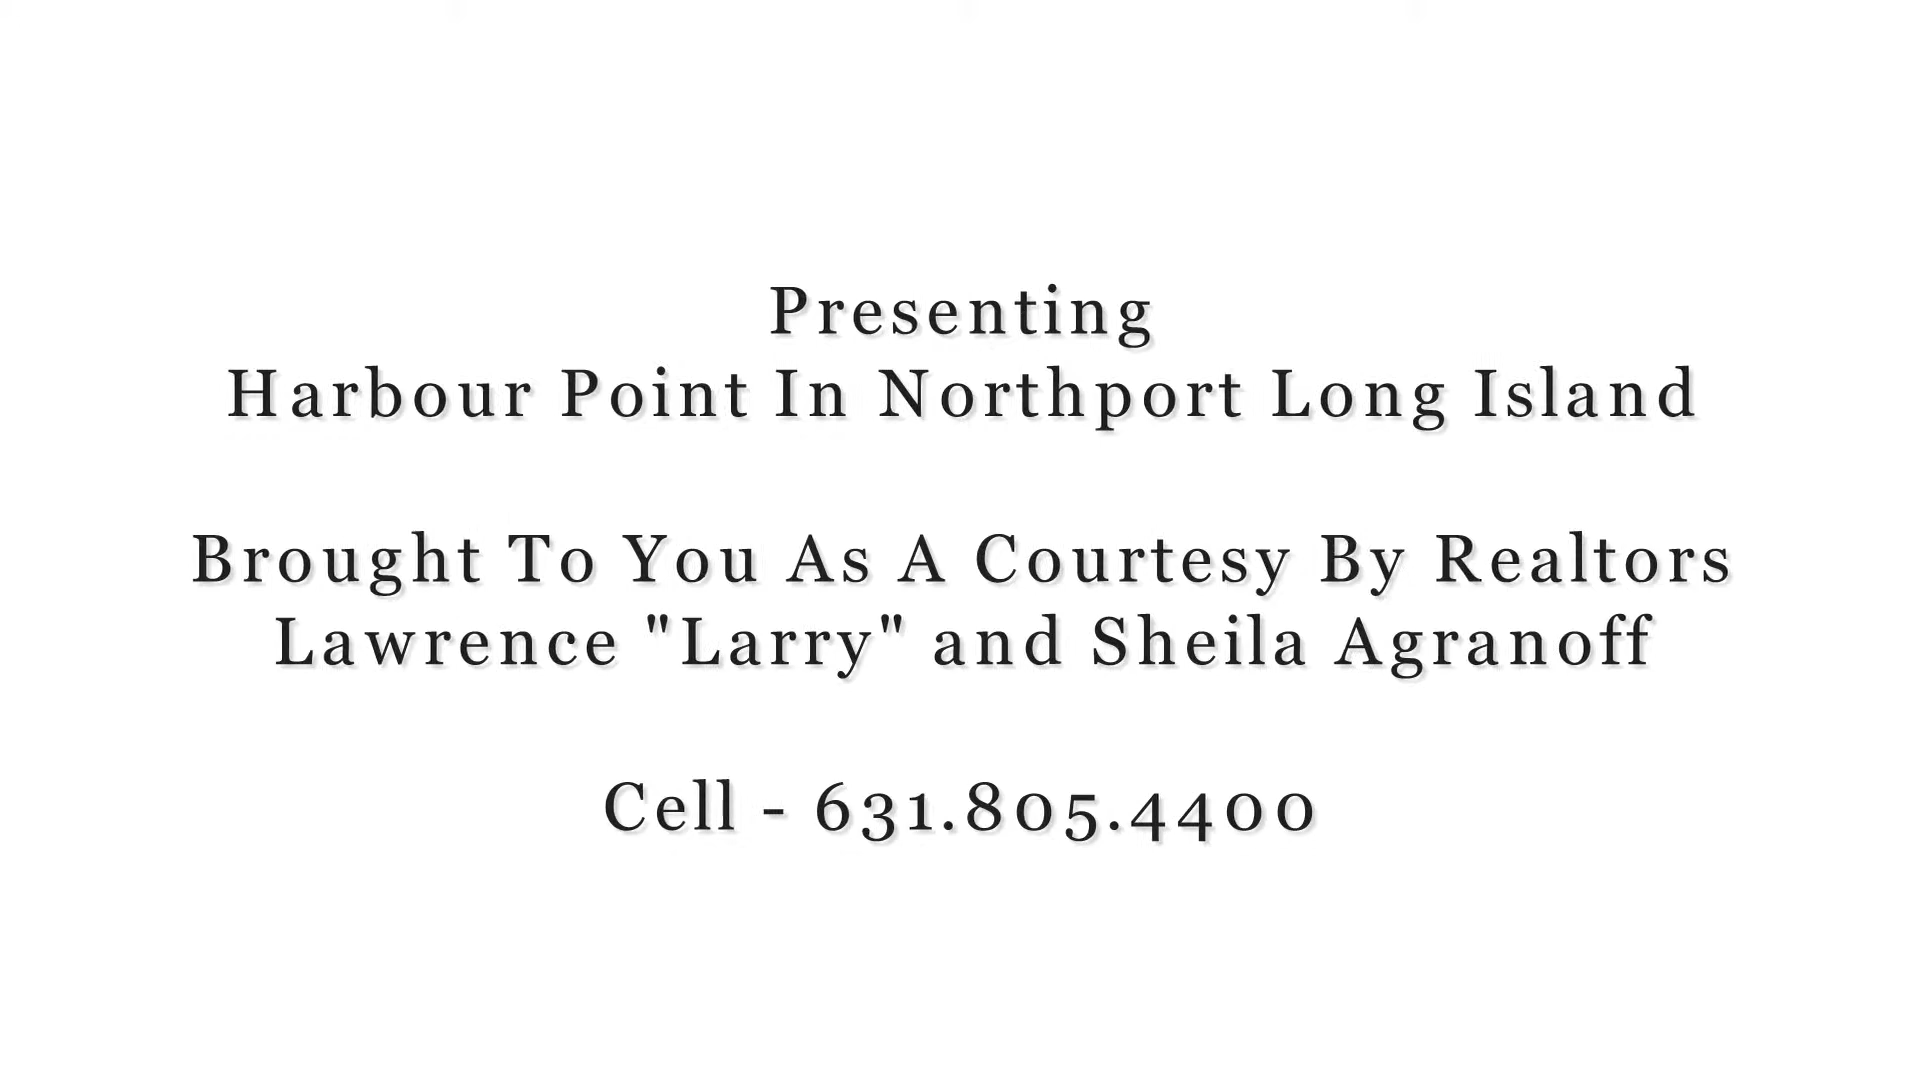 Presenting
Harbour Point In Northport Long Island
Brought To You As A Courtesy By Realtors
Lawrence "Larry" and Sheila Agranoff
Cell - 631.805.4400